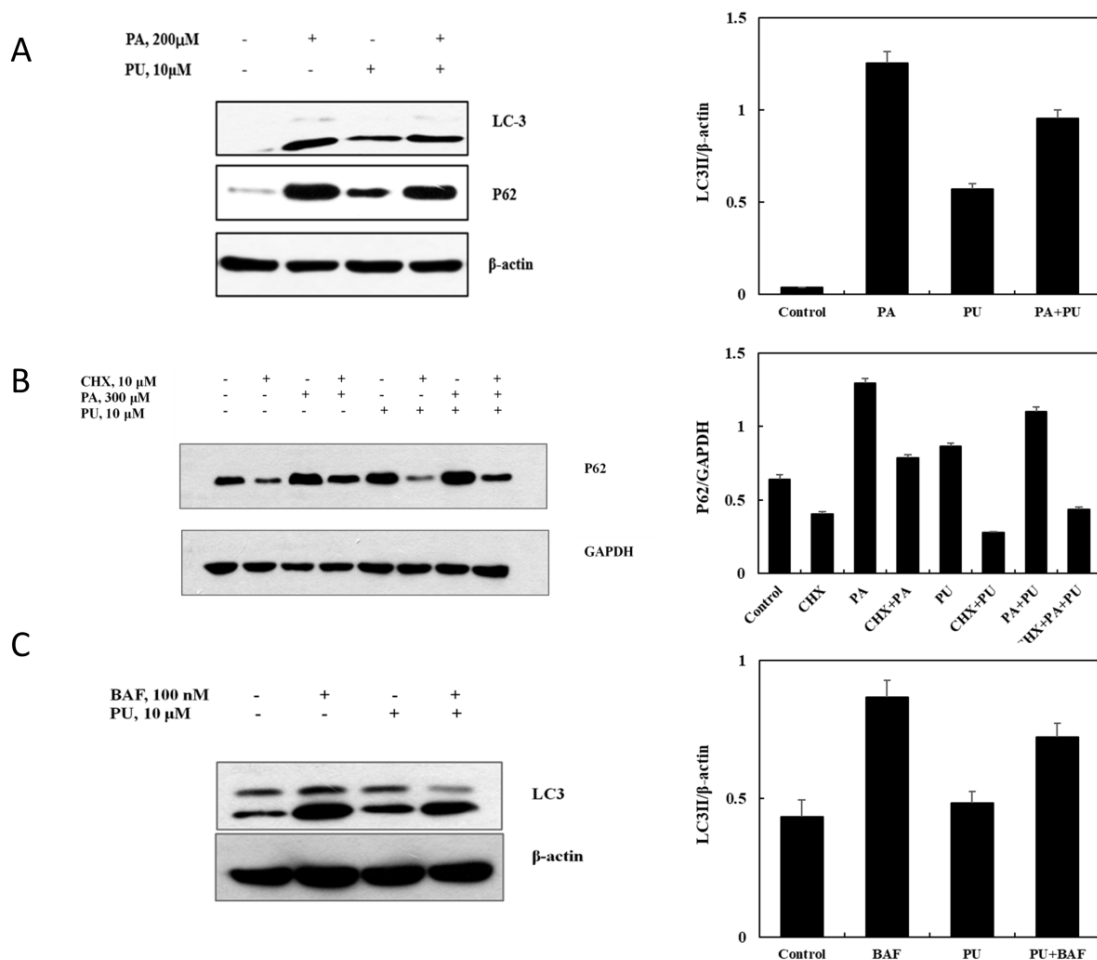 A
PA, 200μM - + - +
PU, 10μM - - + +
LC-3
P62
β-actin
LC3II/β-actin
1.5
1
0.5
0
Control PA PU PA+PU
B
CHX, 10 μM - + - + - + - +
PA, 300 μM - - + + - - + +
PU, 10 μM - - - - + + + +
P62
GAPDH
P62/GAPDH
1.5
1
0.5
0
Control CHX PA CHX+PA PU CHX+PU PA+PU CHX+PA+PU
C
BAF, 100 nM - + - +
PU, 10 μM - - + +
LC3
β-actin
LC3II/β-actin
1
0.5
0
Control BAF PU PU+BAF